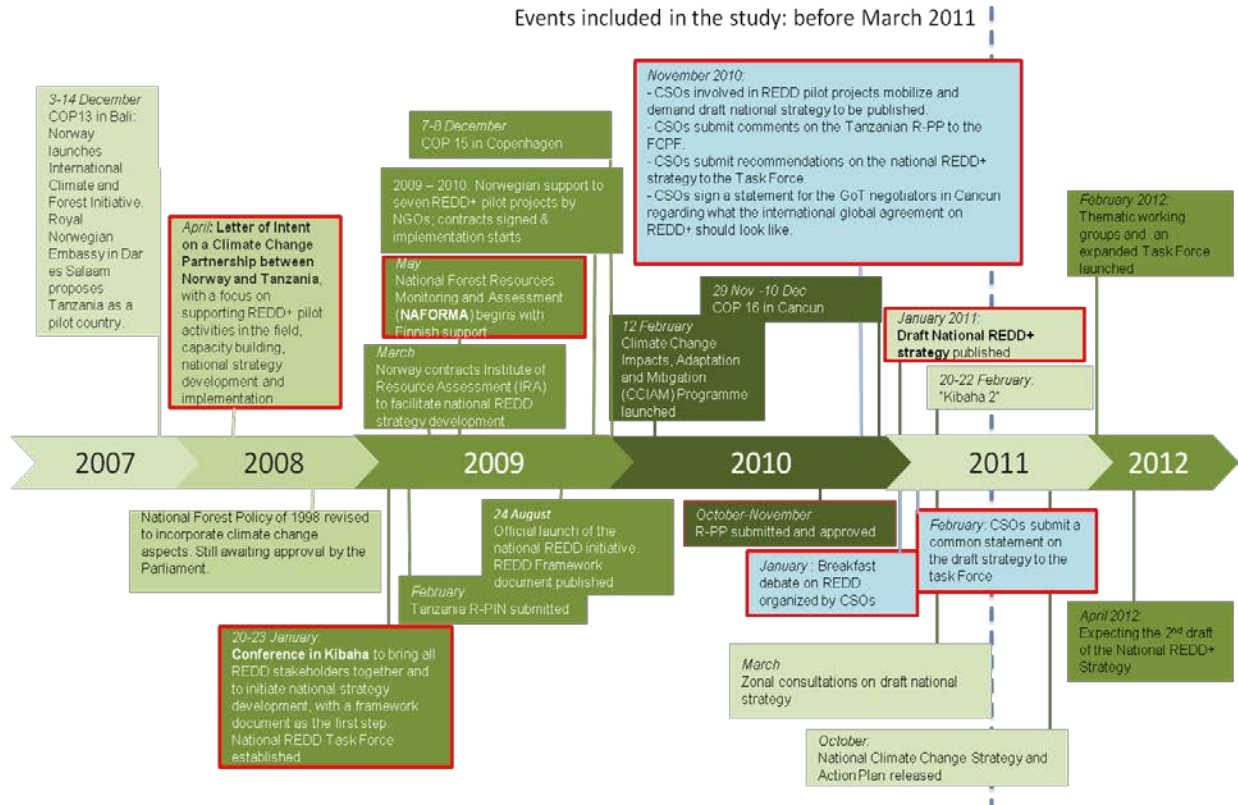 Events included in the study: before March 2011
3-14 December
COP13 in Bali:
Norway
launches
International
Climate and
Forest Initiative.
Royal
Norwegian
Embassy in Dar
es Salaam
proposes
Tanzania as a
pilot country.
April: Letter of Intent
on a Climate Change
Partnership between
Norway and Tanzania,
with a focus on
supporting REDD+ pilot
activities in the field,
capacity building,
national strategy
development and
implementation
7-8 December
COP 15 in Copenhagen
2009 – 2010. Norwegian support to
seven REDD+ pilot projects by
NGOs; contracts signed &
implementation starts
May
National Forest Resources
Monitoring and Assessment
(NAFORMA) begins with
Finnish support
March
Norway contracts Institute of
Resource Assessment (IRA)
to facilitate national REDD
strategy development
November 2010:
- CSOs involved in REDD pilot projects mobilize and
demand draft national strategy to be published.
- CSOs submit comments on the Tanzanian R-PP to the
FCPF.
- CSOs submit recommendations on the national REDD+
strategy to the Task Force.
- CSOs sign a statement for the GoT negotiators in Cancun
regarding what the international global agreement on
REDD+ should look like.
29 Nov -10 Dec
COP 16 in Cancun
12 February
Climate Change
Impacts, Adaptation
and Mitigation
(CCIAM) Programme
launched
January 2011:
Draft National REDD+
strategy published
20-22 February:
"Kibaha 2"
February 2012:
Thematic working
groups and an
expanded Task Force
launched
2007
2008
2009
2010
2011
2012
National Forest Policy of 1998 revised
to incorporate climate change
aspects. Still awaiting approval by the
Parliament.
20-23 January:
Conference in Kibaha to bring all
REDD stakeholders together and
to initiate national strategy
development, with a framework
document as the first step.
National REDD Task Force
established
February
Tanzania R-PIN submitted
24 August
Official launch of the
national REDD initiative.
REDD Framework
document published
October-November
R-PP submitted and approved
January : Breakfast
debate on REDD
organized by CSOs
February: CSOs submit a
common statement on
the draft strategy to the
task Force
March
Zonal consultations on draft national
strategy
October:
National Climate Change Strategy and
Action Plan released
April 2012:
Expecting the 2nd draft
of the National REDD+
Strategy